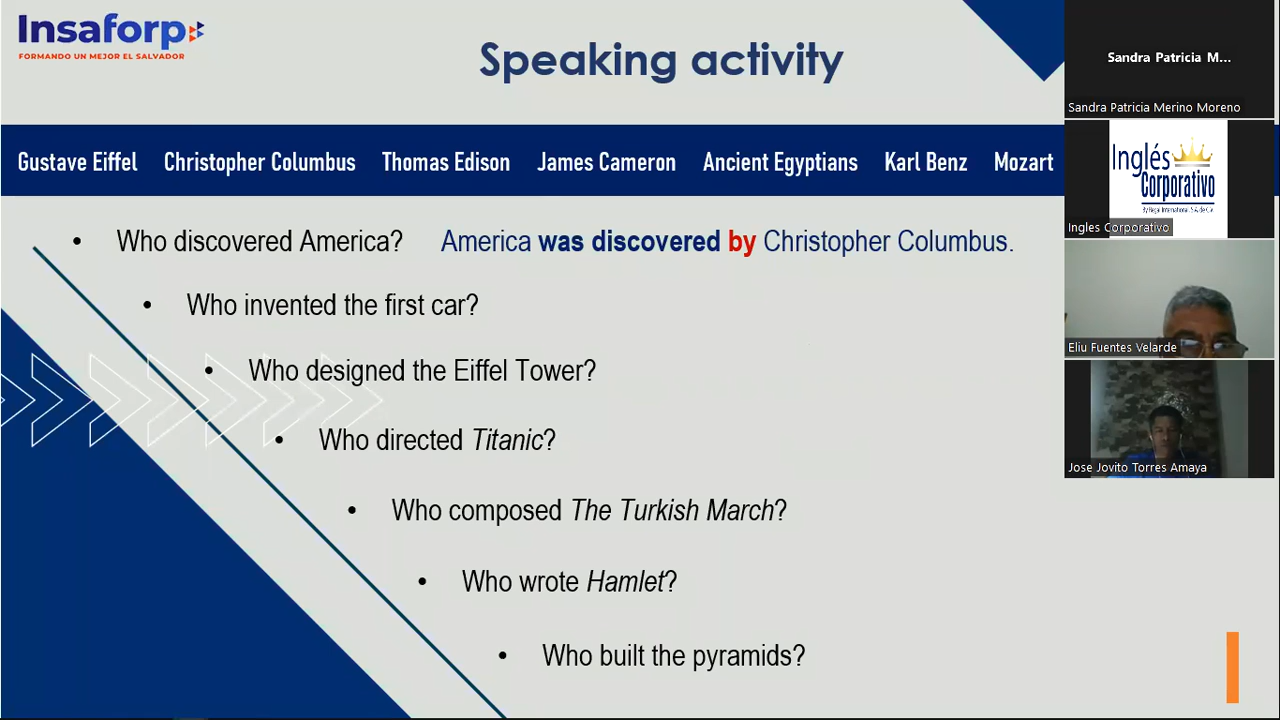 Insaforp
FORMANDO UN MEJOR EL SALVADOR
Speaking activity
Gustave Eiffel Christopher Columbus Thomas Edison James Cameron Ancient Egyptians Karl Benz Mozart
• Who discovered America? America was discovered by Christopher Columbus.
• Who invented the first car?
• Who designed the Eiffel Tower?
• Who directed Titanic?
• Who composed The Turkish March?
• Who wrote Hamlet?
• Who built the pyramids?
Sandra Patricia M...
Sandra Patricia Merino Moreno
Inglés
Corporativo
Ingles Corporativo
Eliu Fuentes Velarde
Jose Jovito Torres Amaya